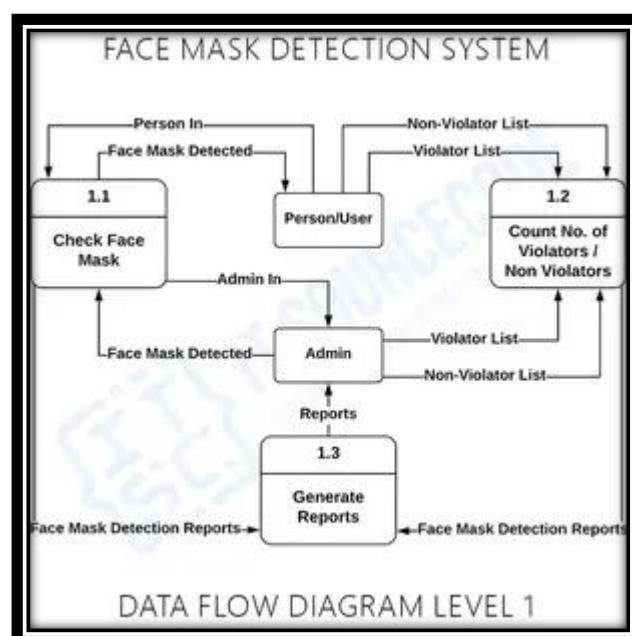 FACE MASK DETECTION SYSTEM
Person In
Non-Violator List
Face Mask Detected
Violator List
1.1
Check Face
Mask
Person/User
1.2
Count No. of
Violators /
Non Violators
Admin In
Face Mask Detected
Admin
Violator List
Non-Violator List
Reports
1.3
Generate
Reports
Face Mask Detection Reports
Face Mask Detection Reports
DATA FLOW DIAGRAM LEVEL 1